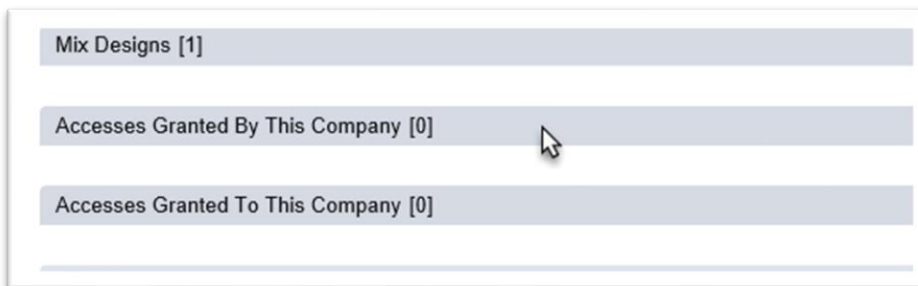 Mix Designs [1]
Accesses Granted By This Company [0]
Accesses Granted To This Company [0]